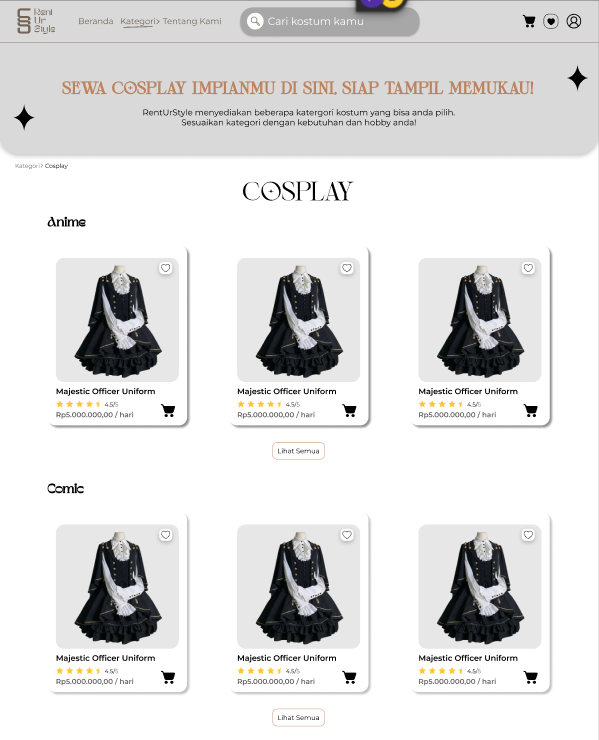 Rent
Ur
Style
Beranda Kategori> Tentang Kami
Cari kostum kamu
SEWA COSPLAY IMPIANMU DI SINI, SIAP TAMPIL MEMUKAU!
RentUrStyle menyediakan beberapa katergori kostum yang bisa anda pilih.
Sesuaikan kategori dengan kebutuhan dan hobby anda!
Kategori> Cosplay
COSPLAY
Anime
Majestic Officer Uniform
4.5/5
Rp5.000.000,00 / hari
Majestic Officer Uniform
4.5/5
Rp5.000.000,00 / hari
Majestic Officer Uniform
4.5/5
Rp5.000.000,00 / hari
Lihat Semua
Comic
Majestic Officer Uniform
4.5/5
Rp5.000.000,00 / hari
Majestic Officer Uniform
4.5/5
Rp5.000.000,00 / hari
Majestic Officer Uniform
4.5/5
Rp5.000.000,00 / hari
Lihat Semua